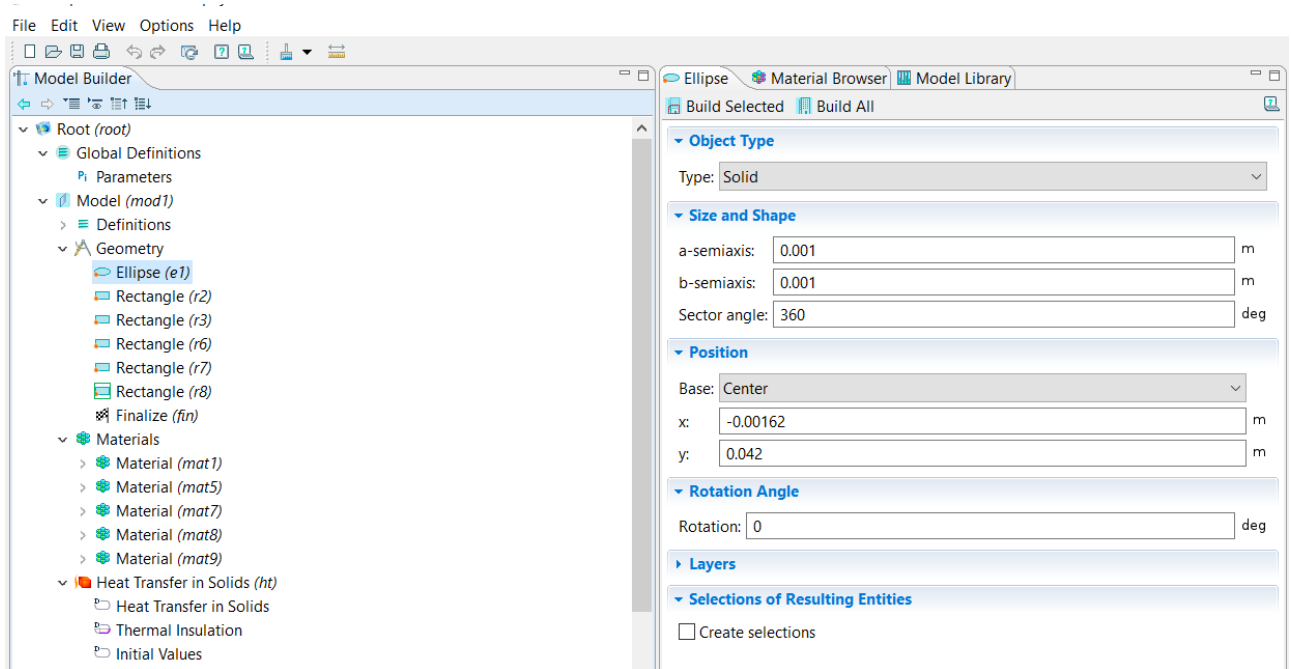 File Edit View Options Help
Model Builder
Root (root)
Global Definitions
Pi Parameters
Model (mod1)
Definitions
Geometry
Ellipse (e1)
Rectangle (r2)
Rectangle (r3)
Rectangle (r6)
Rectangle (r7)
Rectangle (r8)
Finalize (fin)
Materials
Material (mat1)
Material (mat5)
Material (mat7)
Material (mat8)
Material (mat9)
Heat Transfer in Solids (ht)
Heat Transfer in Solids
Thermal Insulation
Initial Values
Ellipse Material Browser Model Library
Build Selected Build All
Object Type
Type: Solid
Size and Shape
a-semiaxis: 0.001 m
b-semiaxis: 0.001 m
Sector angle: 360 deg
Position
Base: Center
x: -0.00162 m
y: 0.042 m
Rotation Angle
Rotation: 0 deg
Layers
Selections of Resulting Entities
Create selections